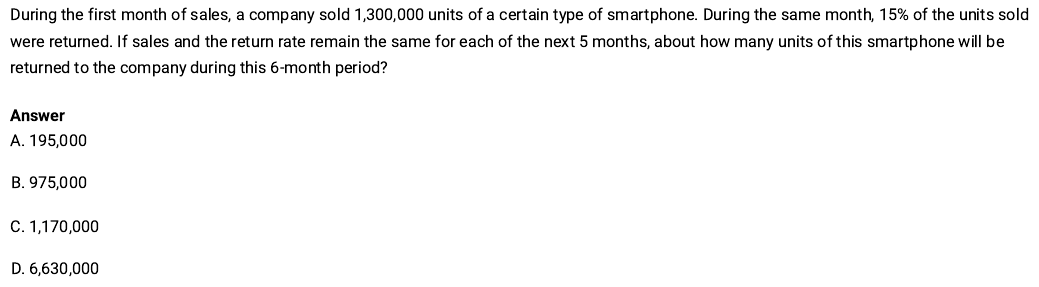 During the first month of sales, a company sold 1,300,000 units of a certain type of smartphone. During the same month, 15% of the units sold
were returned. If sales and the return rate remain the same for each of the next 5 months, about how many units of this smartphone will be
returned to the company during this 6-month period?
Answer
A. 195,000
B. 975,000
C. 1,170,000
D. 6,630,000